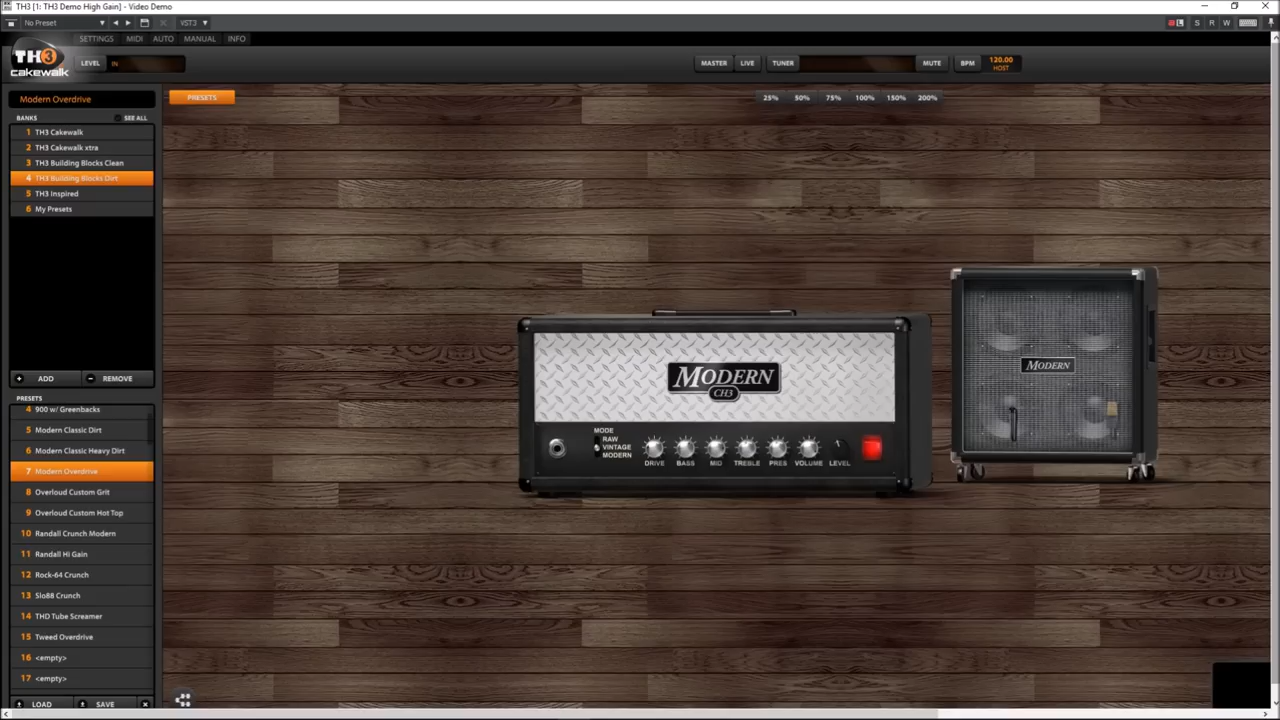 TH3 [1: TH3 Demo High Gain] - Video Demo
No Preset VST3 S R W
SETTINGS MIDI AUTO MANUAL INFO
TH3
cakewalk
LEVEL IN MASTER LIVE TUNER MUTE BPM 120.00
HOST
Modern Overdrive PRESETS 25% 50% 75% 100% 150% 200%
BANKS SEE ALL
1 TH3 Cakewalk
2 TH3 Cakewalk xtra
3 TH3 Building Blocks Clean
4 TH3 Building Blocks Dirt
5 TH3 Inspired
6 My Presets
ADD REMOVE
PRESETS
4 900 w/ Greenbacks
5 Modern Classic Dirt
6 Modern Classic Heavy Dirt
7 Modern Overdrive
8 Overloud Custom Grit
9 Overloud Custom Hot Top
10 Randall Crunch Modern
11 Randall Hi Gain
12 Rock-64 Crunch
13 Slo88 Crunch
14 THD Tube Screamer
15 Tweed Overdrive
16 <empty>
17 <empty>
LOAD SAVE
MODERN
CH3
MODE
RAW
VINTAGE
MODERN
DRIVE BASS MID TREBLE PRES VOLUME LEVEL
MODERN